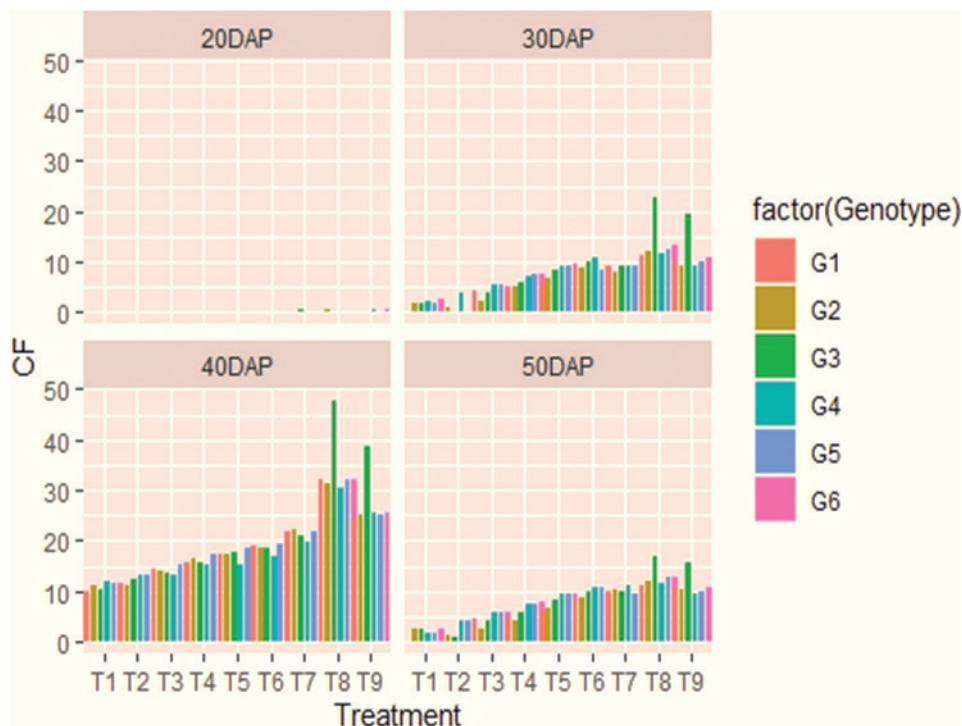 20DAP
30DAP
50
40
30
20
10
0
factor(Genotype)
G1
G2
G3
G4
G5
G6
CF
40DAP
50DAP
50
40
30
20
10
0
T1 T2 T3 T4 T5 T6 T7 T8 T9
T1 T2 T3 T4 T5 T6 T7 T8 T9
Treatment